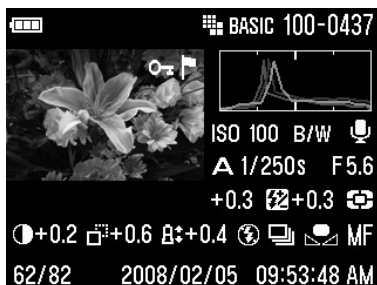 BASIC 100-0437
ISO 100 B/W
A 1/250s F5.6
+0.3 +0.3
+0.2 +0.6 +0.4 MF
62/82 2008/02/05 09:53:48 AM